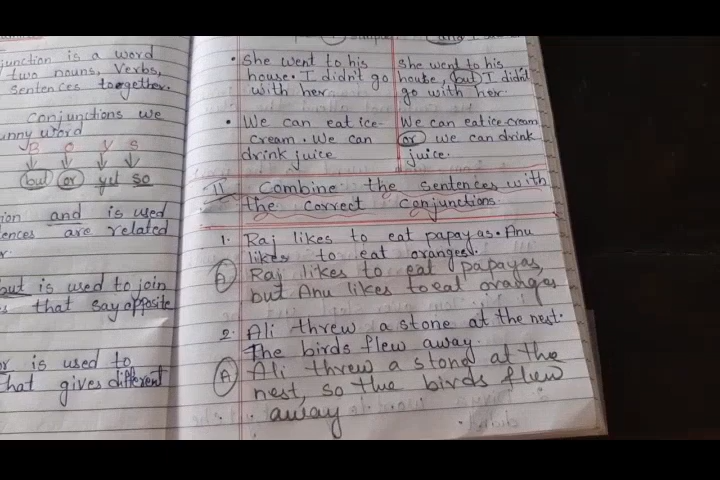 junction is a word
two nouns, Verbs,
sentences together.
Conjunctions we
unny word
B O Y S
but or yet so
tion and is used
ences are related
but is used to join
s that say opposite
or is used to
that gives different
and
• She went to his
house. I didn't go
with her
• We can eat ice-
cream. We can
drink juice
She went to his
house, but I didn't
go with her.
We can eat ice-cream
or we can drink
juice.
II Combine the sentences with
the correct conjunctions.
1. Raj likes to eat papayas. Anu
likes to eat oranges.
A Raj likes to eat papayas,
but Anu likes to eat oranges
2. Ali threw a stone at the nest.
The birds flew away.
A Ali threw a stond at the
nest, so the birds flew
away